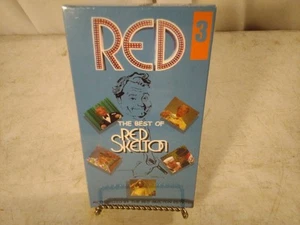 RED
3
THE BEST OF
RED
SKELTON